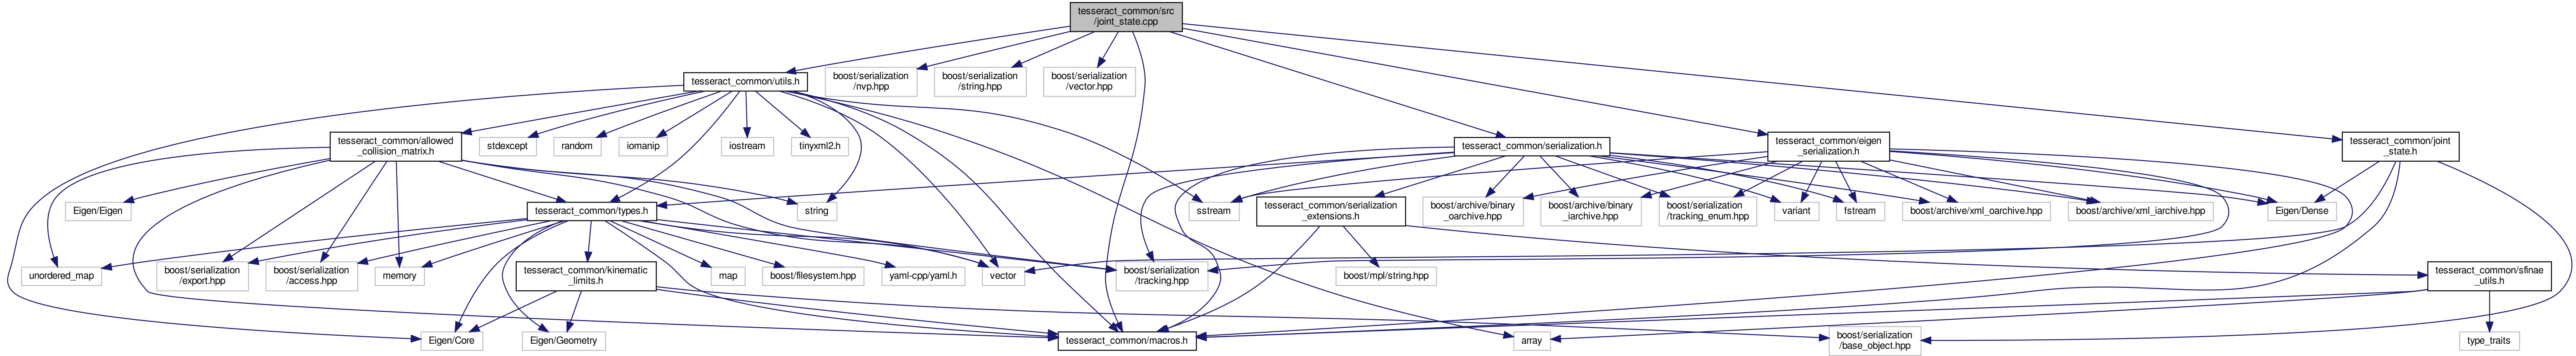 tesseract_common/src
/joint_state.cpp
tesseract_common/utils.h
boost/serialization
/nvp.hpp
boost/serialization
/string.hpp
boost/serialization
/vector.hpp
tesseract_common/allowed
_collision_matrix.h
stdexcept
random
iomanip
iostream
tinyxml2.h
tesseract_common/serialization.h
tesseract_common/eigen
_serialization.h
tesseract_common/joint
_state.h
Eigen/Eigen
tesseract_common/types.h
string
sstream
tesseract_common/serialization
_extensions.h
boost/archive/binary
_oarchive.hpp
boost/archive/binary
_iarchive.hpp
boost/serialization
/tracking_enum.hpp
variant
fstream
boost/archive/xml_oarchive.hpp
boost/archive/xml_iarchive.hpp
Eigen/Dense
unordered_map
boost/serialization
/export.hpp
boost/serialization
/access.hpp
memory
tesseract_common/kinematic
_limits.h
map
boost/filesystem.hpp
yaml-cpp/yaml.h
vector
boost/serialization
/tracking.hpp
boost/mpl/string.hpp
tesseract_common/sfinae
_utils.h
Eigen/Core
Eigen/Geometry
tesseract_common/macros.h
array
boost/serialization
/base_object.hpp
type_traits